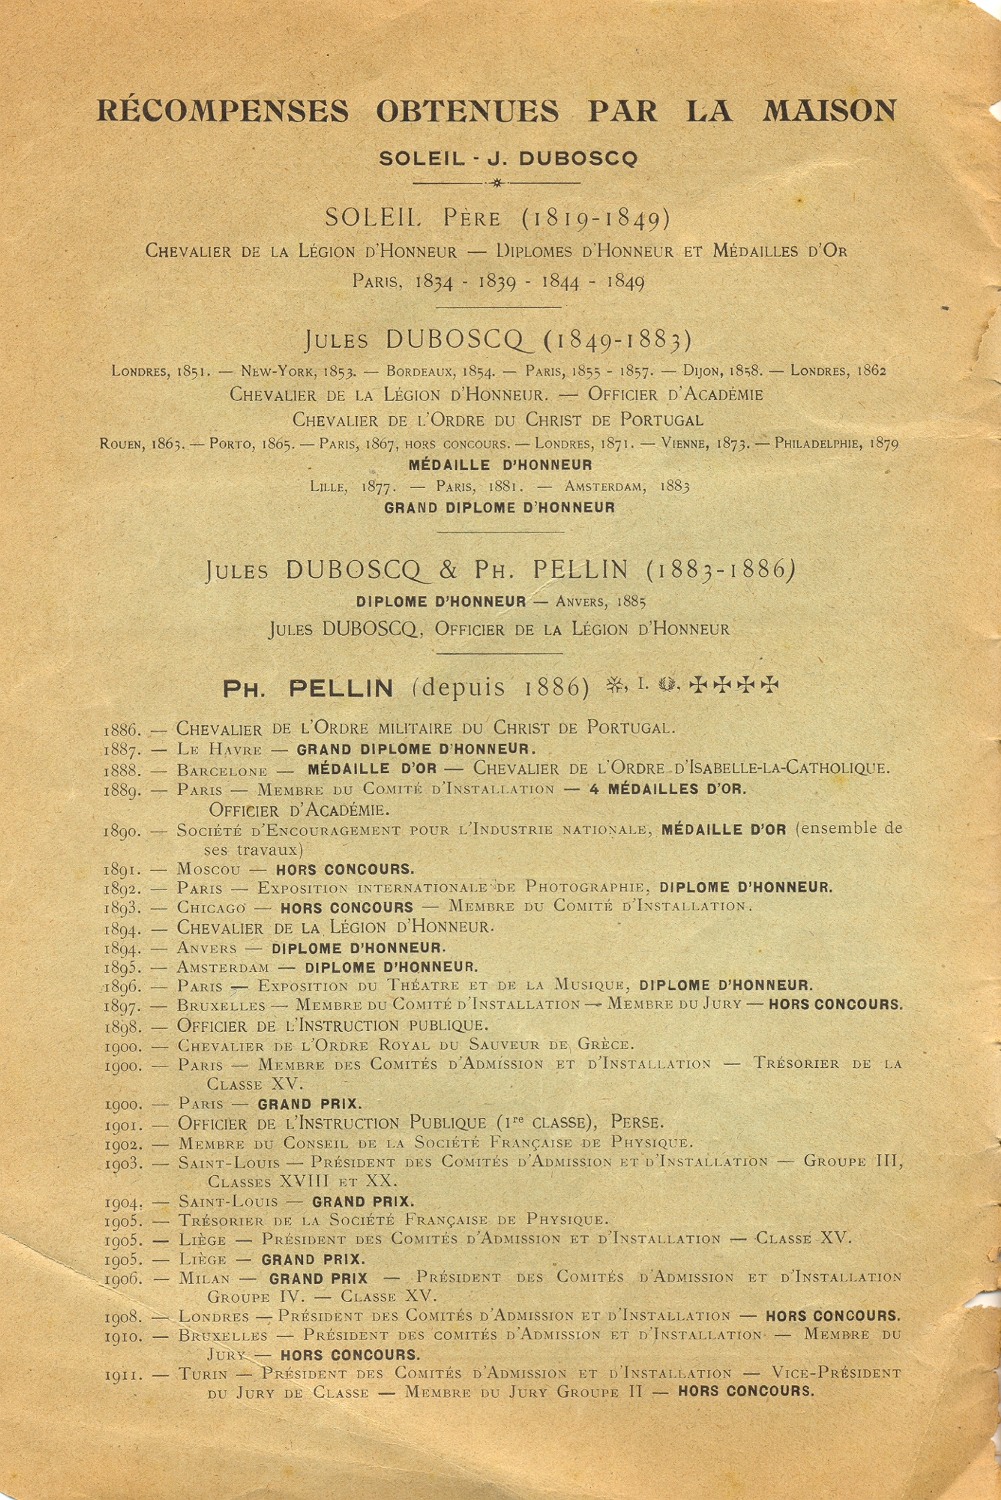 RÉCOMPENSES OBTENUES PAR LA MAISON
SOLEIL - J. DUBOSCQ
SOLEIL Père (1819-1849)
Chevalier de la Légion d'Honneur — Diplomes d'Honneur et Médailles d'Or
Paris, 1834 - 1839 - 1844 - 1849
Jules DUBOSCQ (1849-1883)
Londres, 1851. — New-York, 1853. — Bordeaux, 1854. — Paris, 1855 - 1857. — Dijon, 1858. — Londres, 1862
Chevalier de la Légion d'Honneur. — Officier d'Académie
Chevalier de l'Ordre du Christ de Portugal
Rouen, 1863. — Porto, 1865. — Paris, 1867, hors concours. — Londres, 1871. — Vienne, 1873. — Philadelphie, 1879
MÉDAILLE D'HONNEUR
Lille, 1877. — Paris, 1881. — Amsterdam, 1883
GRAND DIPLOME D'HONNEUR
Jules DUBOSCQ & Ph. PELLIN (1883-1886)
DIPLOME D'HONNEUR — Anvers, 1885
Jules DUBOSCQ, Officier de la Légion d'Honneur
Ph. PELLIN (depuis 1886) ✲, I. ✠ ✠ ✠ ✠
1886. — Chevalier de l'Ordre militaire du Christ de Portugal.
1887. — Le Havre — GRAND DIPLOME D'HONNEUR.
1888. — Barcelone — MÉDAILLE D'OR — Chevalier de l'Ordre d'Isabelle-la-Catholique.
1889. — Paris — Membre du Comité d'Installation — 4 MÉDAILLES D'OR.
Officier d'Académie.
1890. — Société d'Encouragement pour l'Industrie nationale, MÉDAILLE D'OR (ensemble de
ses travaux)
1891. — Moscou — HORS CONCOURS.
1892. — Paris — Exposition internationale de Photographie, DIPLOME D'HONNEUR.
1893. — Chicago — HORS CONCOURS — Membre du Comité d'Installation.
1894. — Chevalier de la Légion d'Honneur.
1894. — Anvers — DIPLOME D'HONNEUR.
1895. — Amsterdam — DIPLOME D'HONNEUR.
1896. — Paris — Exposition du Théatre et de la Musique, DIPLOME D'HONNEUR.
1897. — Bruxelles — Membre du Comité d'Installation — Membre du Jury — HORS CONCOURS.
1898. — Officier de l'Instruction publique.
1900. — Chevalier de l'Ordre Royal du Sauveur de Grèce.
1900. — Paris — Membre des Comités d'Admission et d'Installation — Trésorier de la
Classe XV.
1900. — Paris — GRAND PRIX.
1901. — Officier de l'Instruction Publique (1re classe), Perse.
1902. — Membre du Conseil de la Société Française de Physique.
1903. — Saint-Louis — Président des Comités d'Admission et d'Installation — Groupe III,
Classes XVIII et XX.
1904. — Saint-Louis — GRAND PRIX.
1905. — Trésorier de la Société Française de Physique.
1905. — Liège — Président des Comités d'Admission et d'Installation — Classe XV.
1905. — Liège — GRAND PRIX.
1906. — Milan — GRAND PRIX — Président des Comités d'Admission et d'Installation
Groupe IV. — Classe XV.
1908. — Londres — Président des Comités d'Admission et d'Installation — HORS CONCOURS.
1910. — Bruxelles — Président des comités d'Admission et d'Installation — Membre du
Jury — HORS CONCOURS.
1911. — Turin — Président des Comités d'Admission et d'Installation — Vice-Président
du Jury de Classe — Membre du Jury Groupe II — HORS CONCOURS.